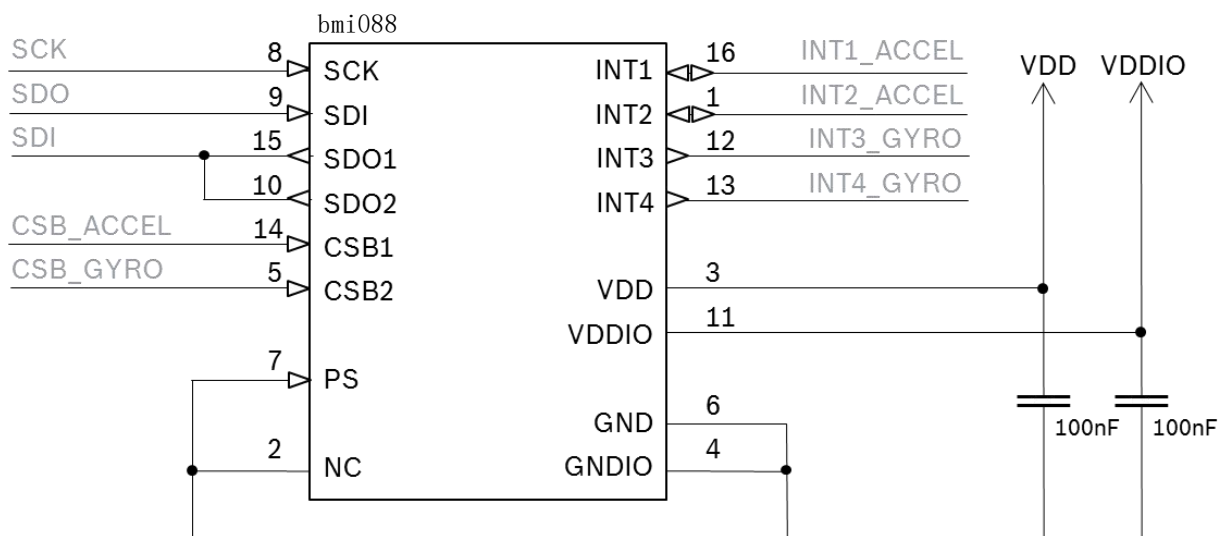 bmi088
SCK 8 SCK
SDO 9 SDI
SDI 15 SDO1
10 SDO2
CSB_ACCEL 14 CSB1
CSB_GYRO 5 CSB2
7 PS
2 NC
INT1 16 INT1_ACCEL
INT2 1 INT2_ACCEL
INT3 12 INT3_GYRO
INT4 13 INT4_GYRO
VDD 3
VDDIO 11
GND 6
GNDIO 4
VDD VDDIO
100nF 100nF